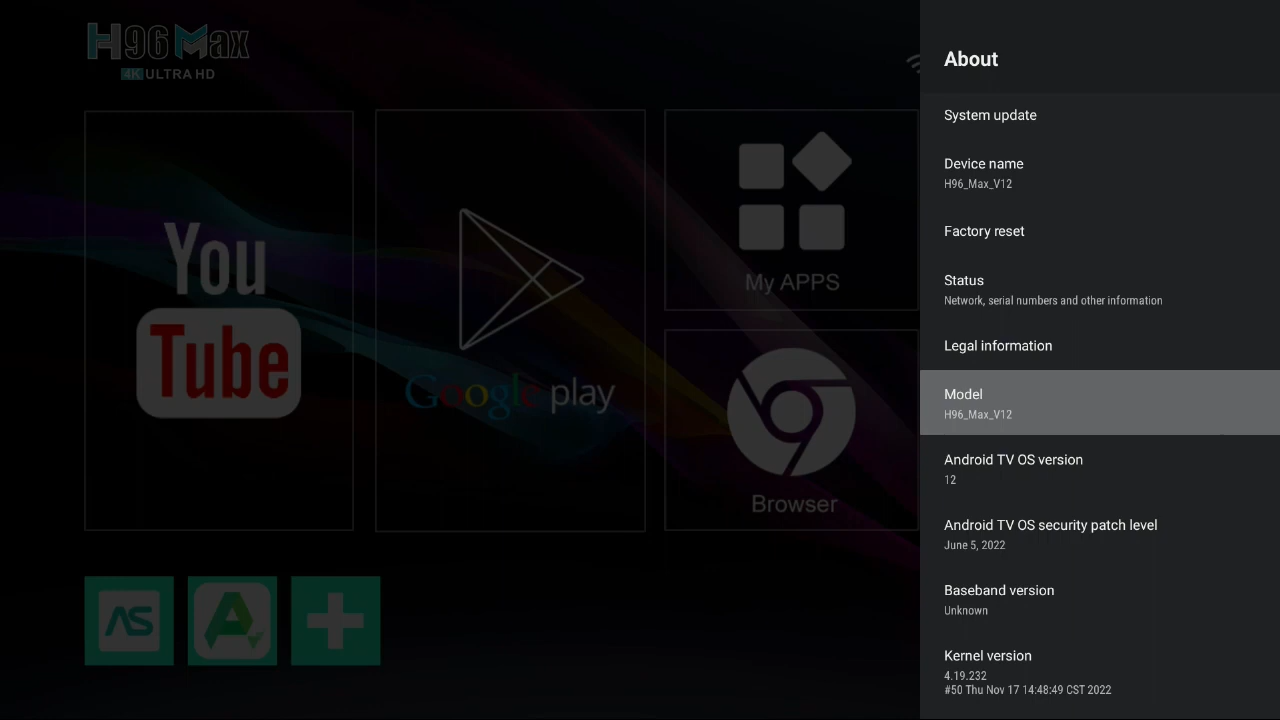 H96 Max
4K ULTRA HD
You
Tube
Google play
My APPS
Browser
AS
A
About
System update
Device name
H96_Max_V12
Factory reset
Status
Network, serial numbers and other information
Legal information
Model
H96_Max_V12
Android TV OS version
12
Android TV OS security patch level
June 5, 2022
Baseband version
Unknown
Kernel version
4.19.232
#50 Thu Nov 17 14:48:49 CST 2022